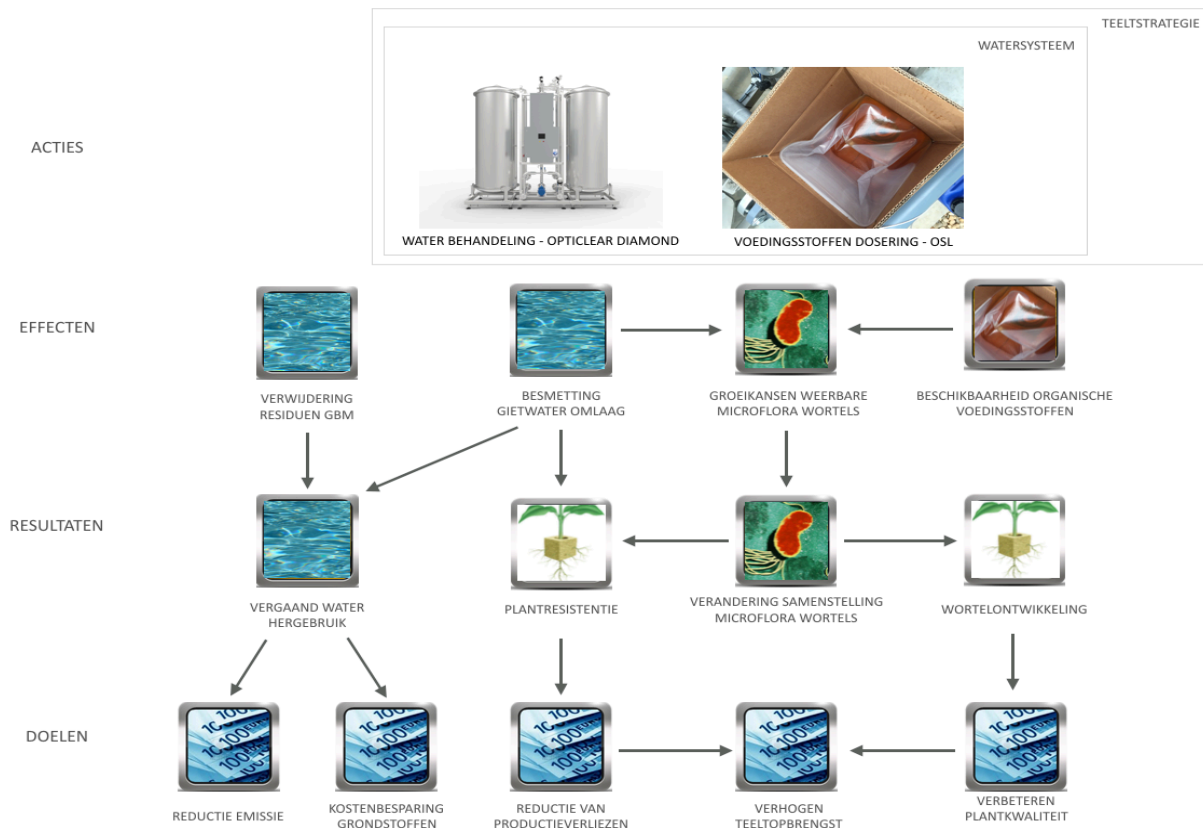 TEELTSTRATEGIE
WATERSYSTEEM
ACTIES
WATER BEHANDELING - OPTICLEAR DIAMOND
VOEDINGSSTOFFEN DOSERING - OSL
EFFECTEN
VERWIJDERING
RESIDUEN GBM
BESMETTING
GIETWATER OMLAAG
GROEIKANSEN WEERBARE
MICROFLORA WORTELS
BESCHIKBAARHEID ORGANISCHE
VOEDINGSSTOFFEN
RESULTATEN
VERGAAND WATER
HERGEBRUIK
PLANTRESISTENTIE
VERANDERING SAMENSTELLING
MICROFLORA WORTELS
WORTELONTWIKKELING
DOELEN
REDUCTIE EMISSIE
KOSTENBESPARING
GRONDSTOFFEN
REDUCTIE VAN
PRODUCTIEVERLIEZEN
VERHOGEN
TEELTOPBRENGST
VERBETEREN
PLANTKWALITEIT